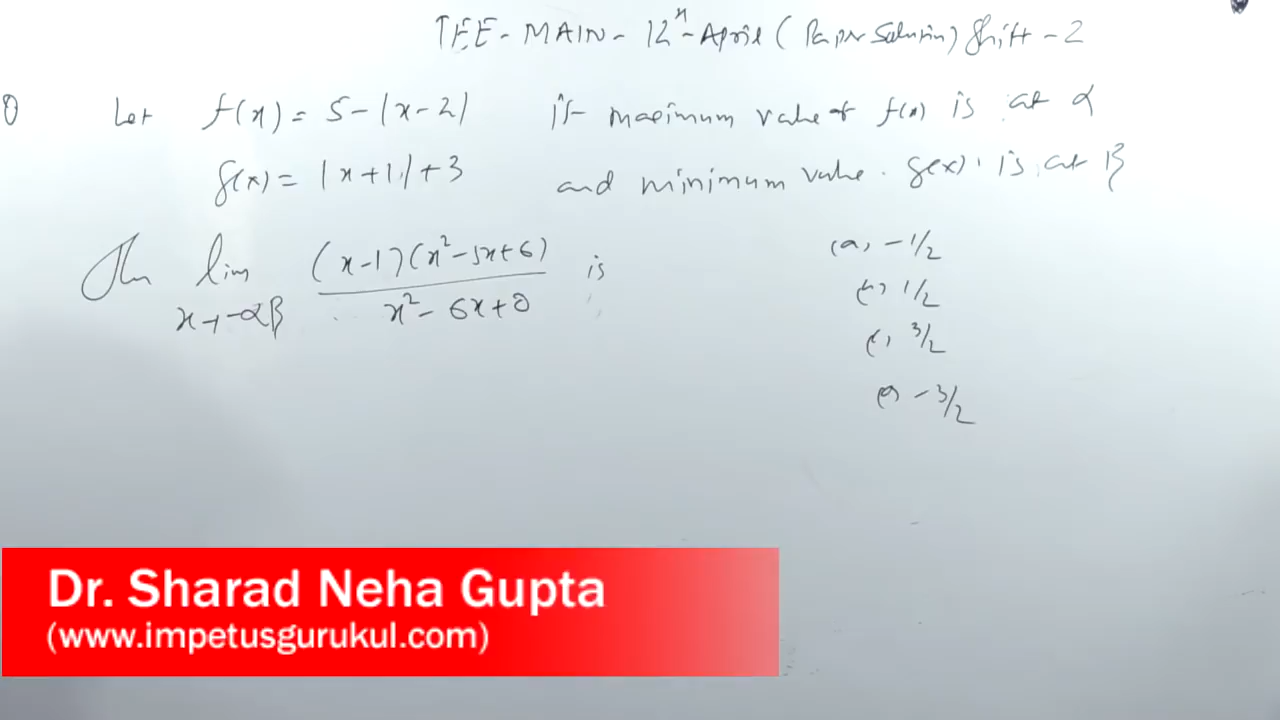 JEE - MAIN - 12th April (Paper Solution) Shift - 2
Q Let f(x) = 5 - |x - 2| if maximum value of f(x) is at α
g(x) = |x + 1| + 3 and minimum value g(x) is at β
Then lim x→-αβ (x-1)(x² - 5x + 6) / x² - 6x + 8 is
(a) -1/2
1/2
3/2
-3/2
Dr. Sharad Neha Gupta
(www.impetusgurukul.com)